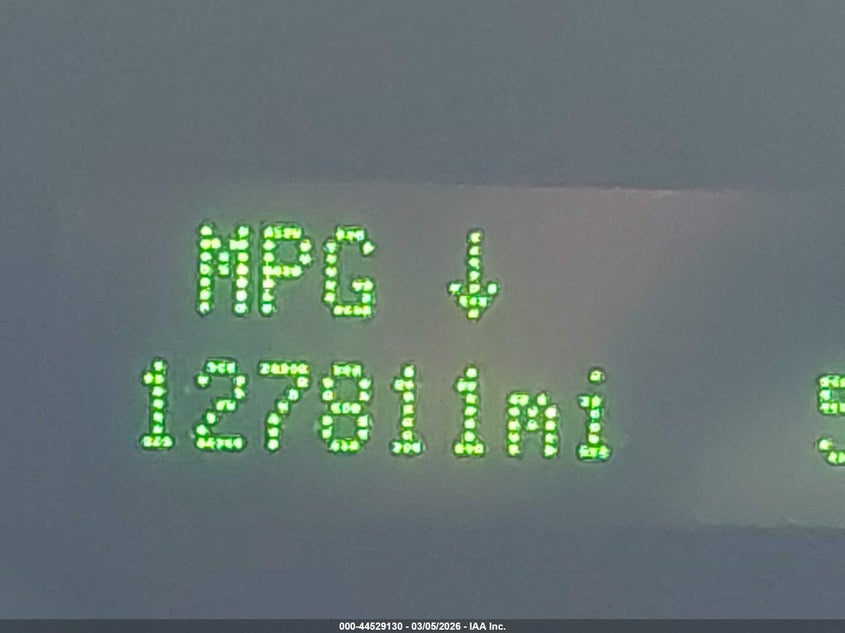 MPG ↓
127811mi
000-44529130 - 03/05/2026 - IAA Inc.